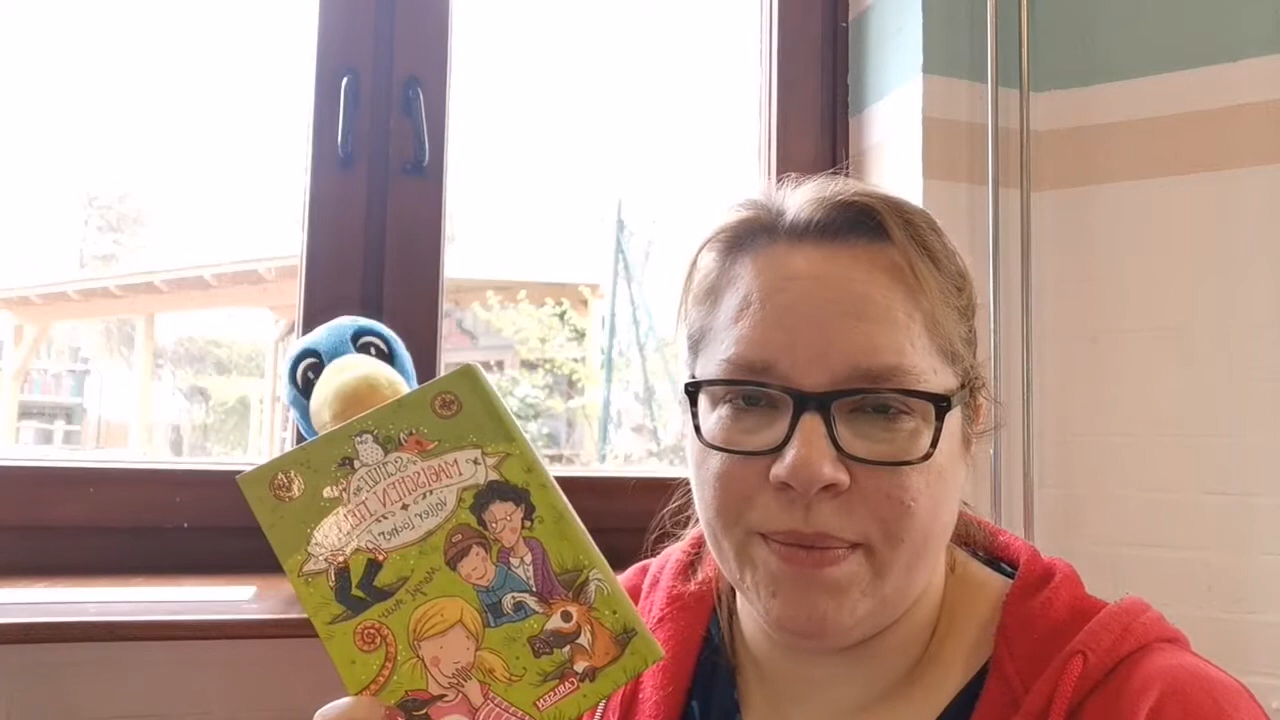 SCHULE DER
MAGISCHEN TIERE
Voller Löcher!
Margit Auer
CARLSEN